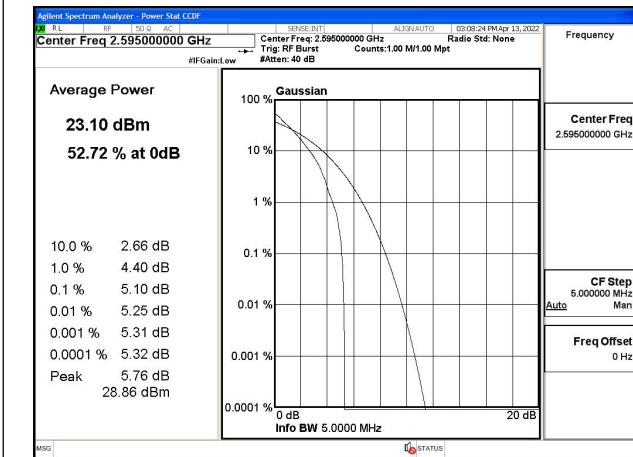 Agilent Spectrum Analyzer - Power Stat CCDF
RL RF 50 Ω AC SENSE:INT ALIGN AUTO 03:08:24 PM Apr 13, 2022
Center Freq 2.595000000 GHz
Center Freq: 2.595000000 GHz Radio Std: None
Trig: RF Burst Counts:1.00 M/1.00 Mpt
#IFGain:Low #Atten: 40 dB
Frequency
Average Power
23.10 dBm
52.72 % at 0dB
10.0 % 2.66 dB
1.0 % 4.40 dB
0.1 % 5.10 dB
0.01 % 5.25 dB
0.001 % 5.31 dB
0.0001 % 5.32 dB
Peak 5.76 dB
28.86 dBm
Gaussian
100 %
10 %
1 %
0.1 %
0.01 %
0.001 %
0.0001 %
0 dB 20 dB
Info BW 5.0000 MHz
Center Freq
2.595000000 GHz
CF Step
5.000000 MHz
Auto Man
Freq Offset
0 Hz
MSG STATUS